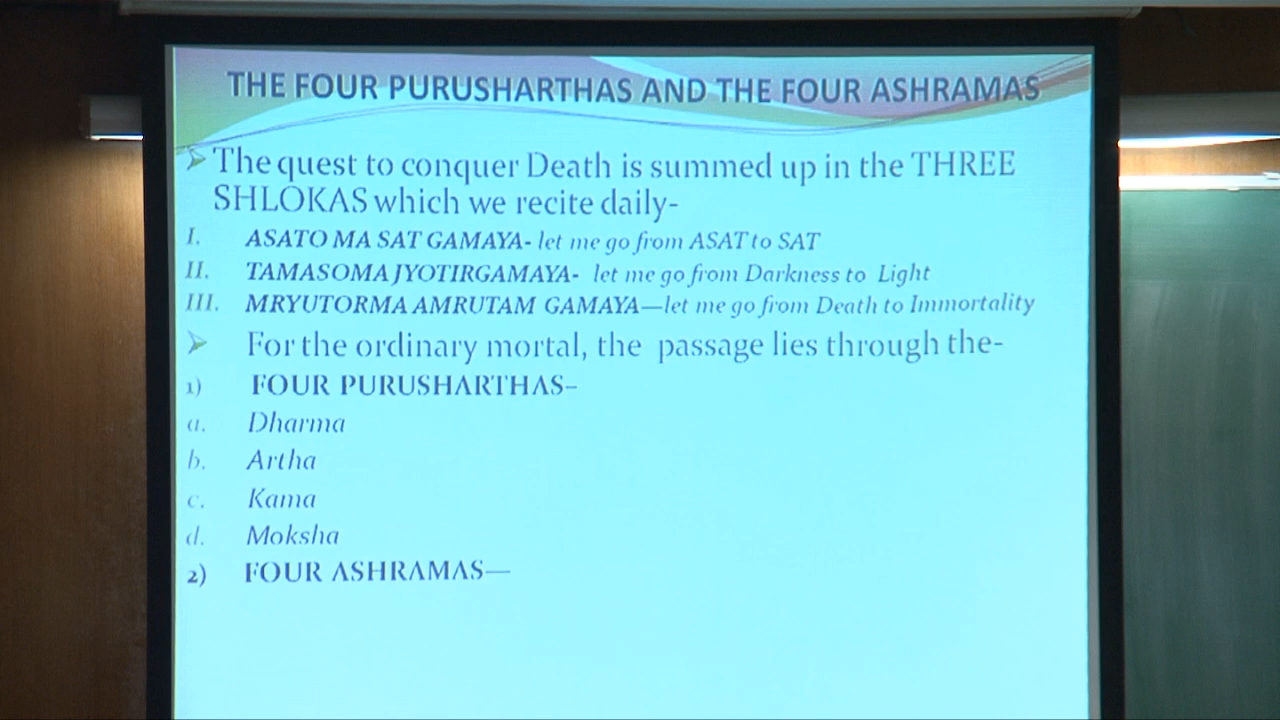 THE FOUR PURUSHARTHAS AND THE FOUR ASHRAMAS
The quest to conquer Death is summed up in the THREE
SHLOKAS which we recite daily-
I. ASATO MA SAT GAMAYA- let me go from ASAT to SAT
II. TAMASOMA JYOTIRGAMAYA- let me go from Darkness to Light
III. MRYUTORMA AMRUTAM GAMAYA—let me go from Death to Immortality
For the ordinary mortal, the passage lies through the-
1) FOUR PURUSHARTHAS–
a. Dharma
b. Artha
c. Kama
d. Moksha
2) FOUR ASHRAMAS—